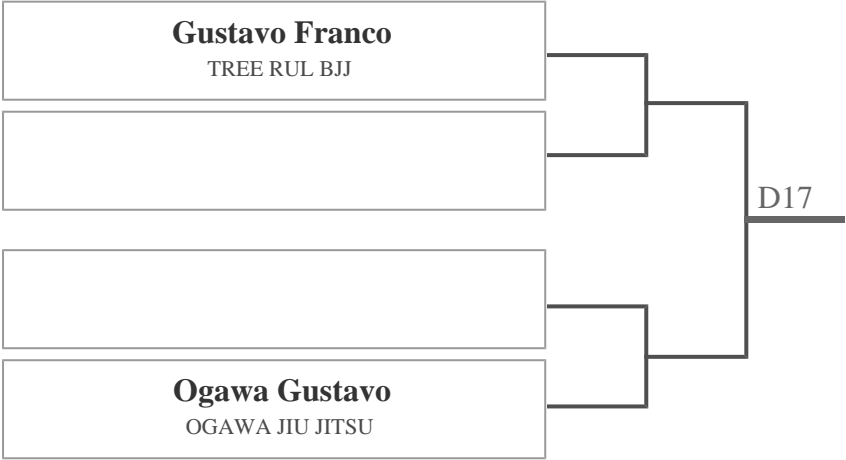 Gustavo Franco
TREE RUL BJJ
D17
Ogawa Gustavo
OGAWA JIU JITSU